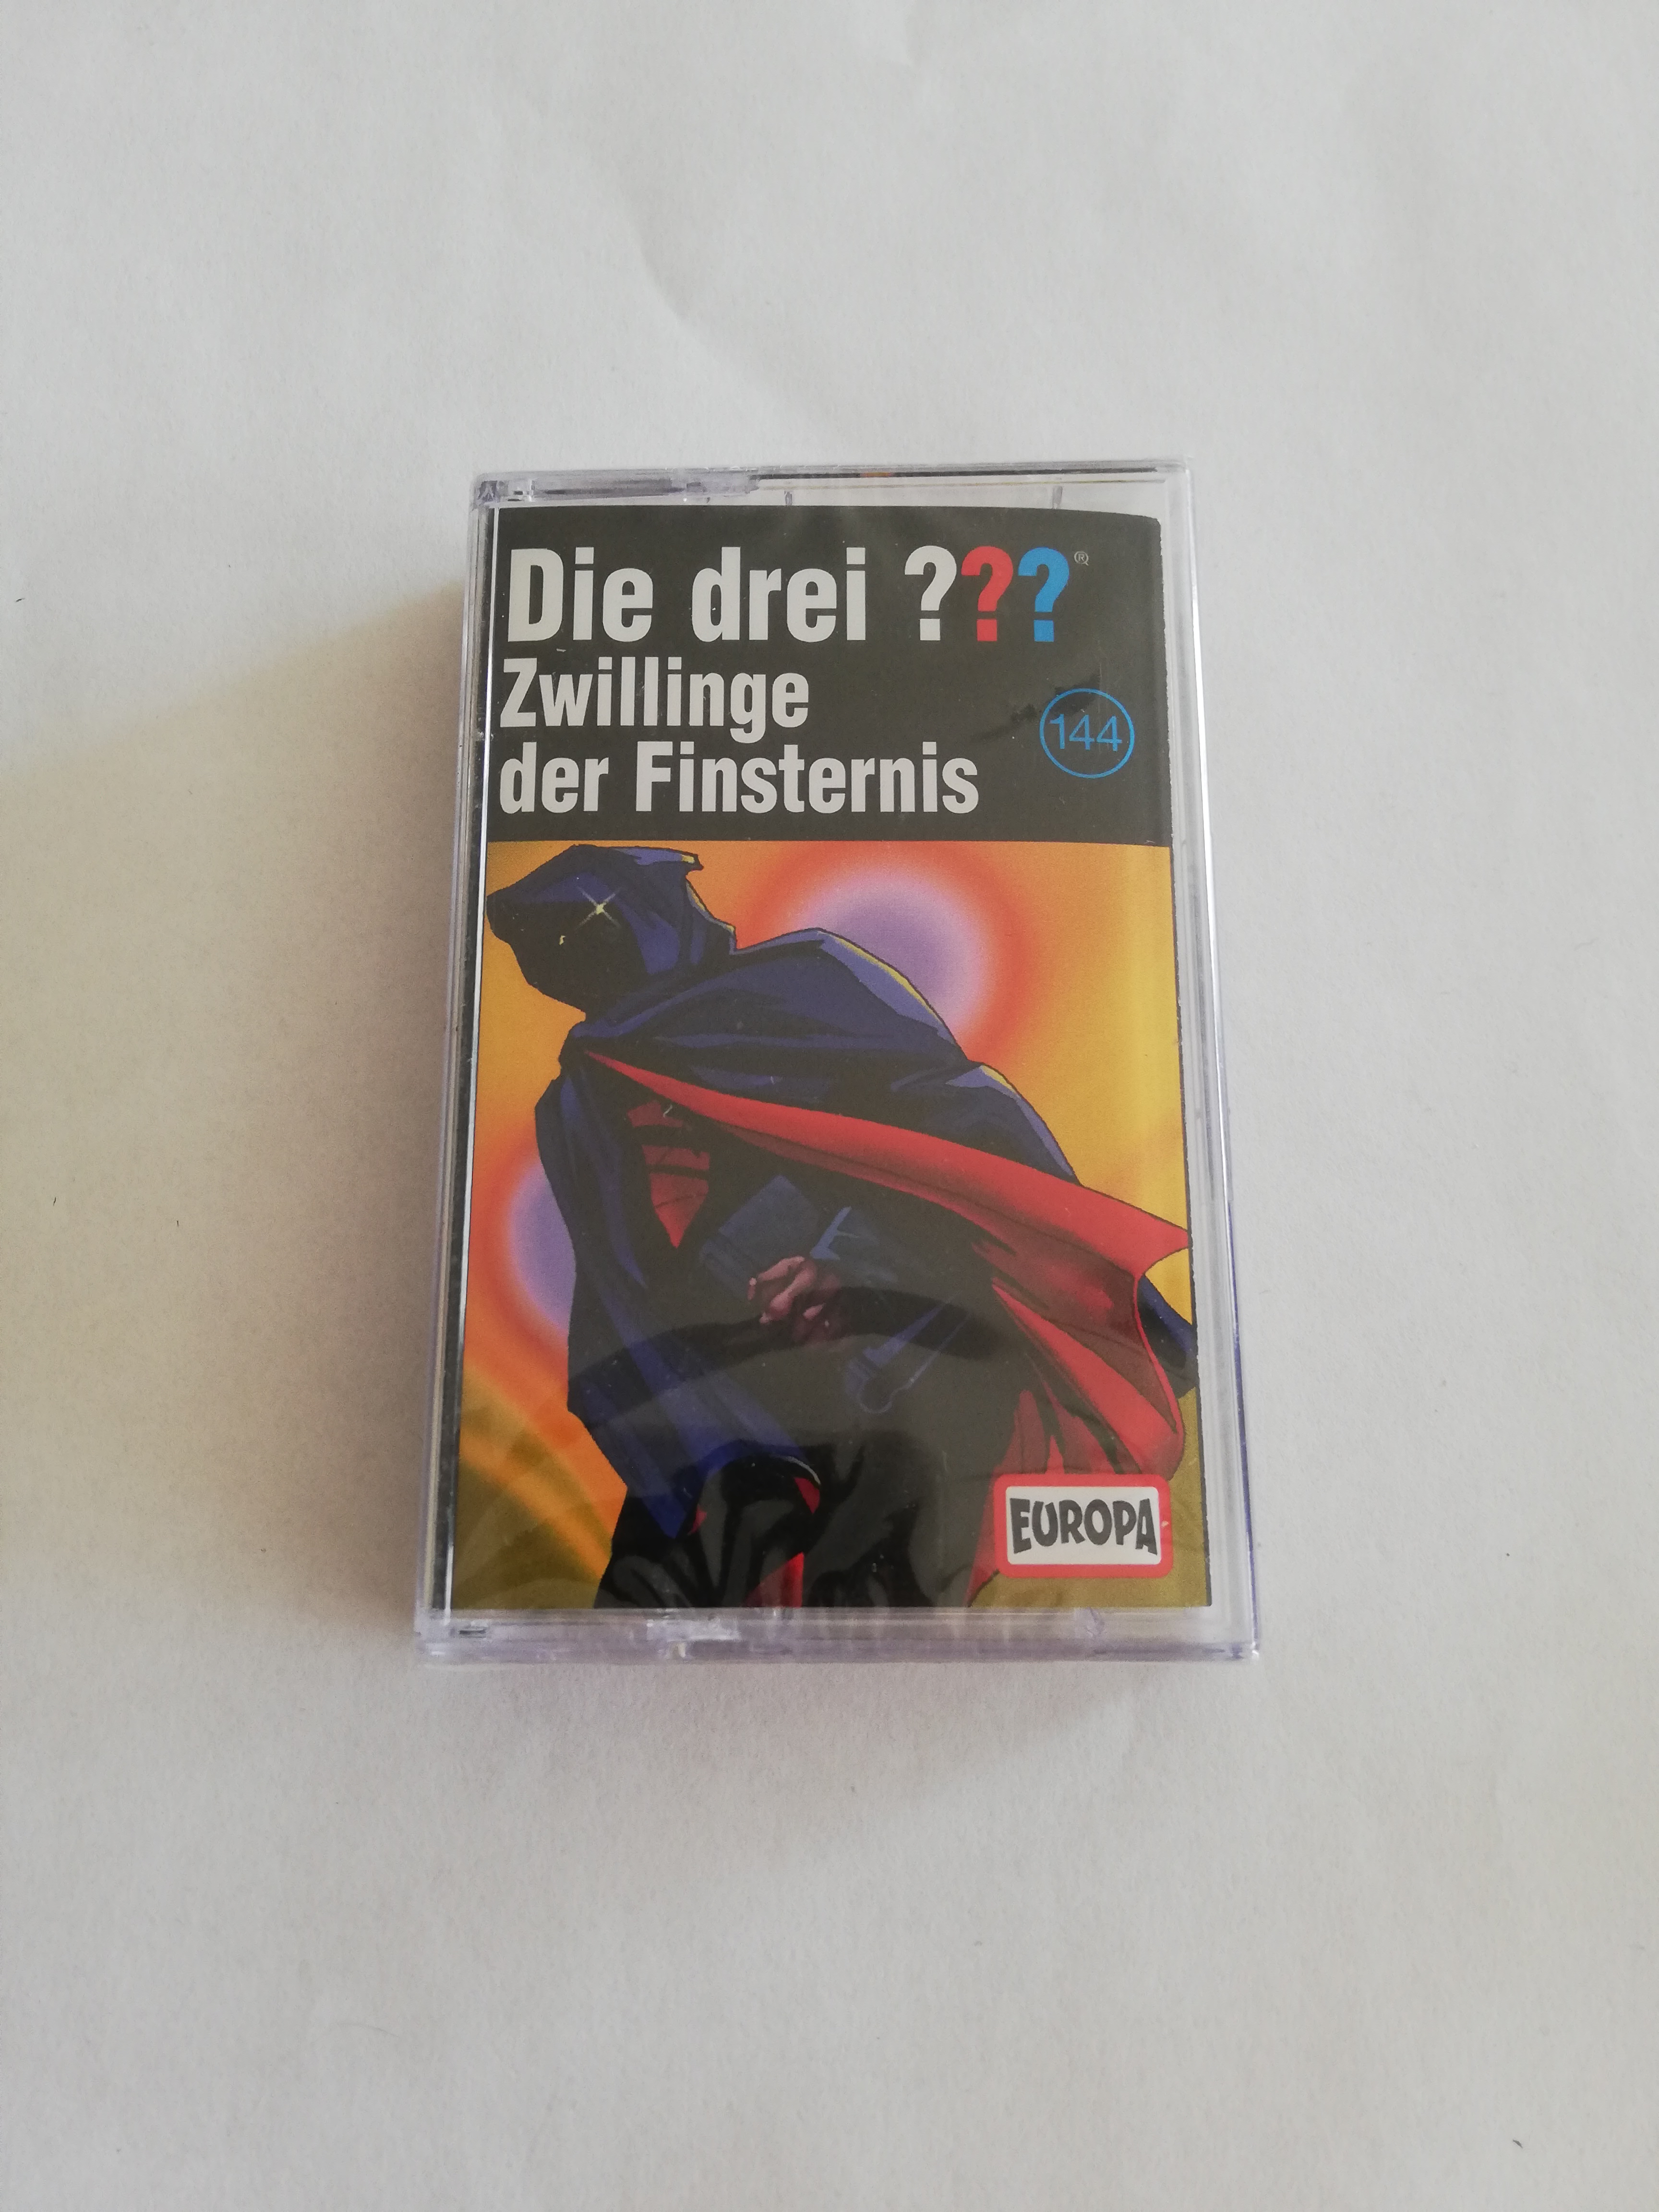 Die drei ???®
Zwillinge
der Finsternis
144
EUROPA